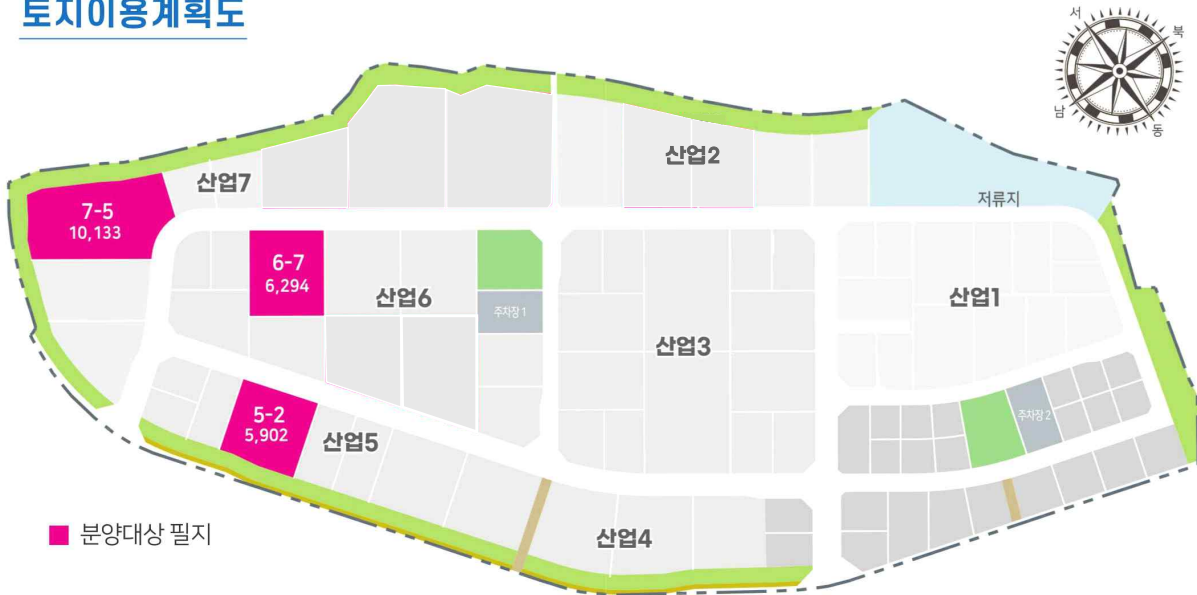 토지이용계획도
서
북
남
동
산업2
산업7
저류지
7-5
10,133
6-7
6,294
산업6
산업1
주차장 1
산업3
5-2
5,902
산업5
주차장 2
산업4
분양대상 필지